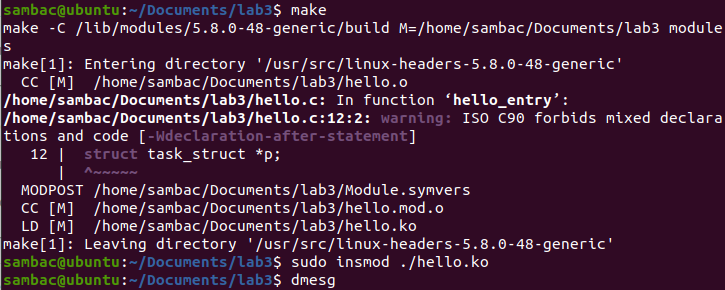 sambac@ubuntu:~/Documents/lab3$ make
make -C /lib/modules/5.8.0-48-generic/build M=/home/sambac/Documents/lab3 module
s
make[1]: Entering directory '/usr/src/linux-headers-5.8.0-48-generic'
  CC [M]  /home/sambac/Documents/lab3/hello.o
/home/sambac/Documents/lab3/hello.c: In function ‘hello_entry’:
/home/sambac/Documents/lab3/hello.c:12:2: warning: ISO C90 forbids mixed declara
tions and code [-Wdeclaration-after-statement]
   12 |  struct task_struct *p;
      |  ^~~~~~
  MODPOST /home/sambac/Documents/lab3/Module.symvers
  CC [M]  /home/sambac/Documents/lab3/hello.mod.o
  LD [M]  /home/sambac/Documents/lab3/hello.ko
make[1]: Leaving directory '/usr/src/linux-headers-5.8.0-48-generic'
sambac@ubuntu:~/Documents/lab3$ sudo insmod ./hello.ko
sambac@ubuntu:~/Documents/lab3$ dmesg